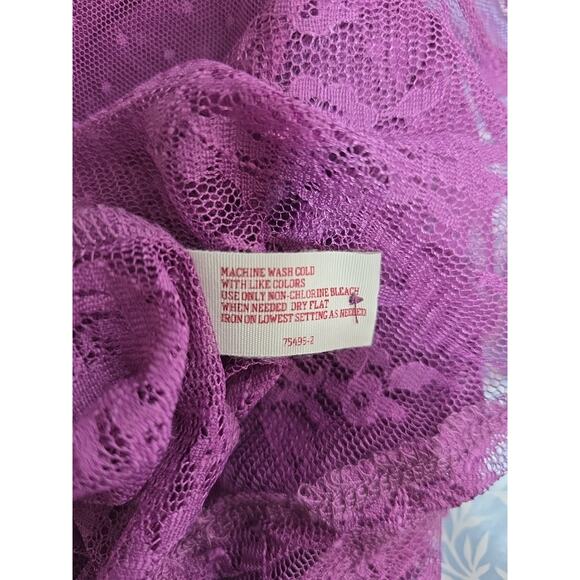 MACHINE WASH COLD
WITH LIKE COLORS
USE ONLY NON-CHLORINE BLEACH
WHEN NEEDED DRY FLAT
IRON ON LOWEST SETTING AS NEEDED
75495-2